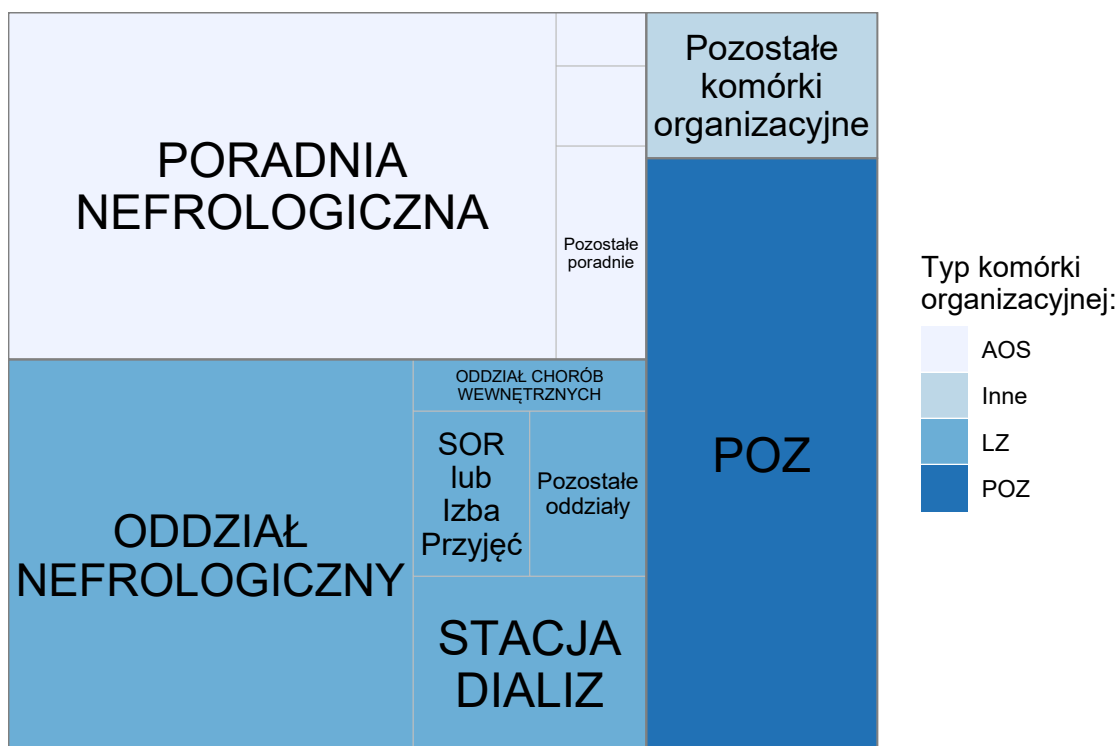 PORADNIA
NEFROLOGICZNA
Pozostałe
poradnie
Pozostałe
komórki
organizacyjne
ODDZIAŁ
NEFROLOGICZNY
ODDZIAŁ CHORÓB
WEWNĘTRZNYCH
SOR
lub
Izba
Przyjęć
Pozostałe
oddziały
STACJA
DIALIZ
POZ
Typ komórki
organizacyjnej:
AOS
Inne
LZ
POZ